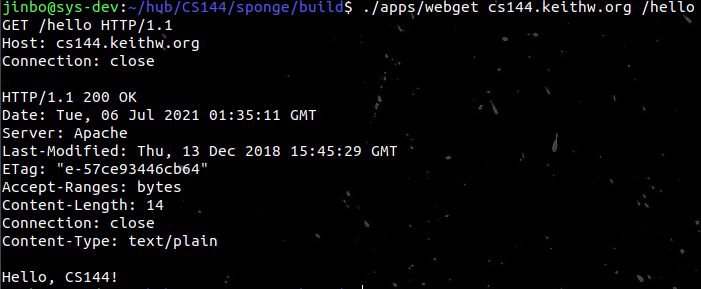 jinbo@sys-dev:~/hub/CS144/sponge/build$ ./apps/webget cs144.keithw.org /hello
GET /hello HTTP/1.1
Host: cs144.keithw.org
Connection: close
HTTP/1.1 200 OK
Date: Tue, 06 Jul 2021 01:35:11 GMT
Server: Apache
Last-Modified: Thu, 13 Dec 2018 15:45:29 GMT
ETag: "e-57ce93446cb64"
Accept-Ranges: bytes
Content-Length: 14
Connection: close
Content-Type: text/plain
Hello, CS144!